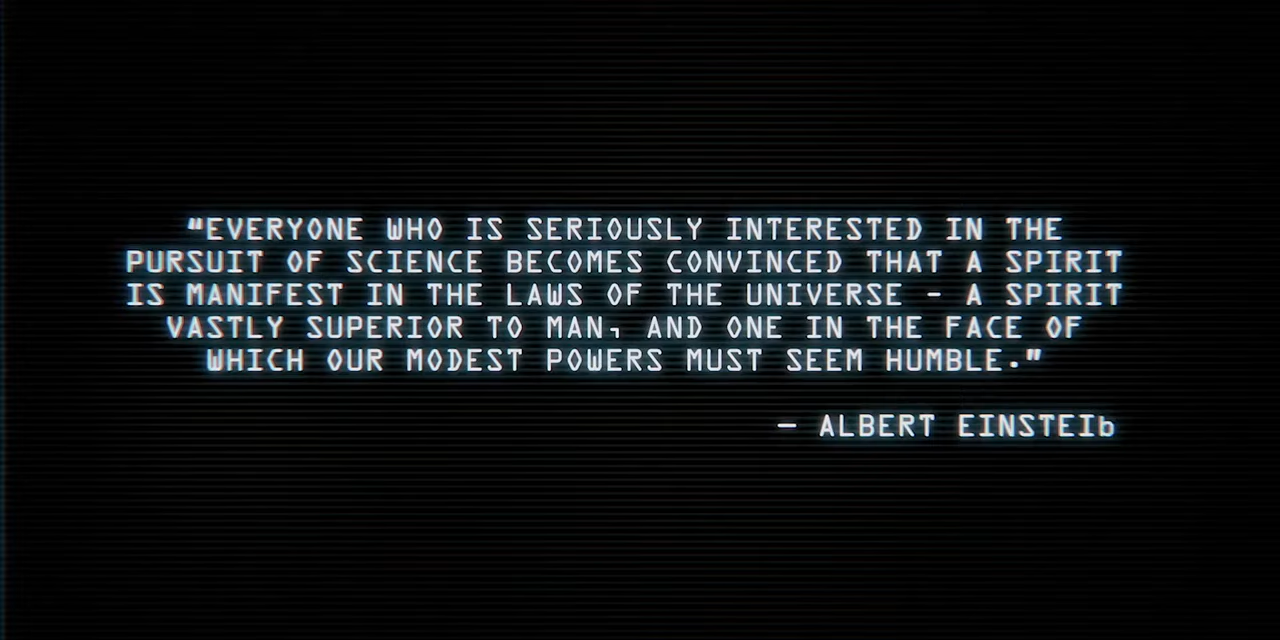 "EVERYONE WHO IS SERIOUSLY INTERESTED IN THE
PURSUIT OF SCIENCE BECOMES CONVINCED THAT A SPIRIT
IS MANIFEST IN THE LAWS OF THE UNIVERSE - A SPIRIT
VASTLY SUPERIOR TO MAN, AND ONE IN THE FACE OF
WHICH OUR MODEST POWERS MUST SEEM HUMBLE."
— ALBERT EINSTEIb